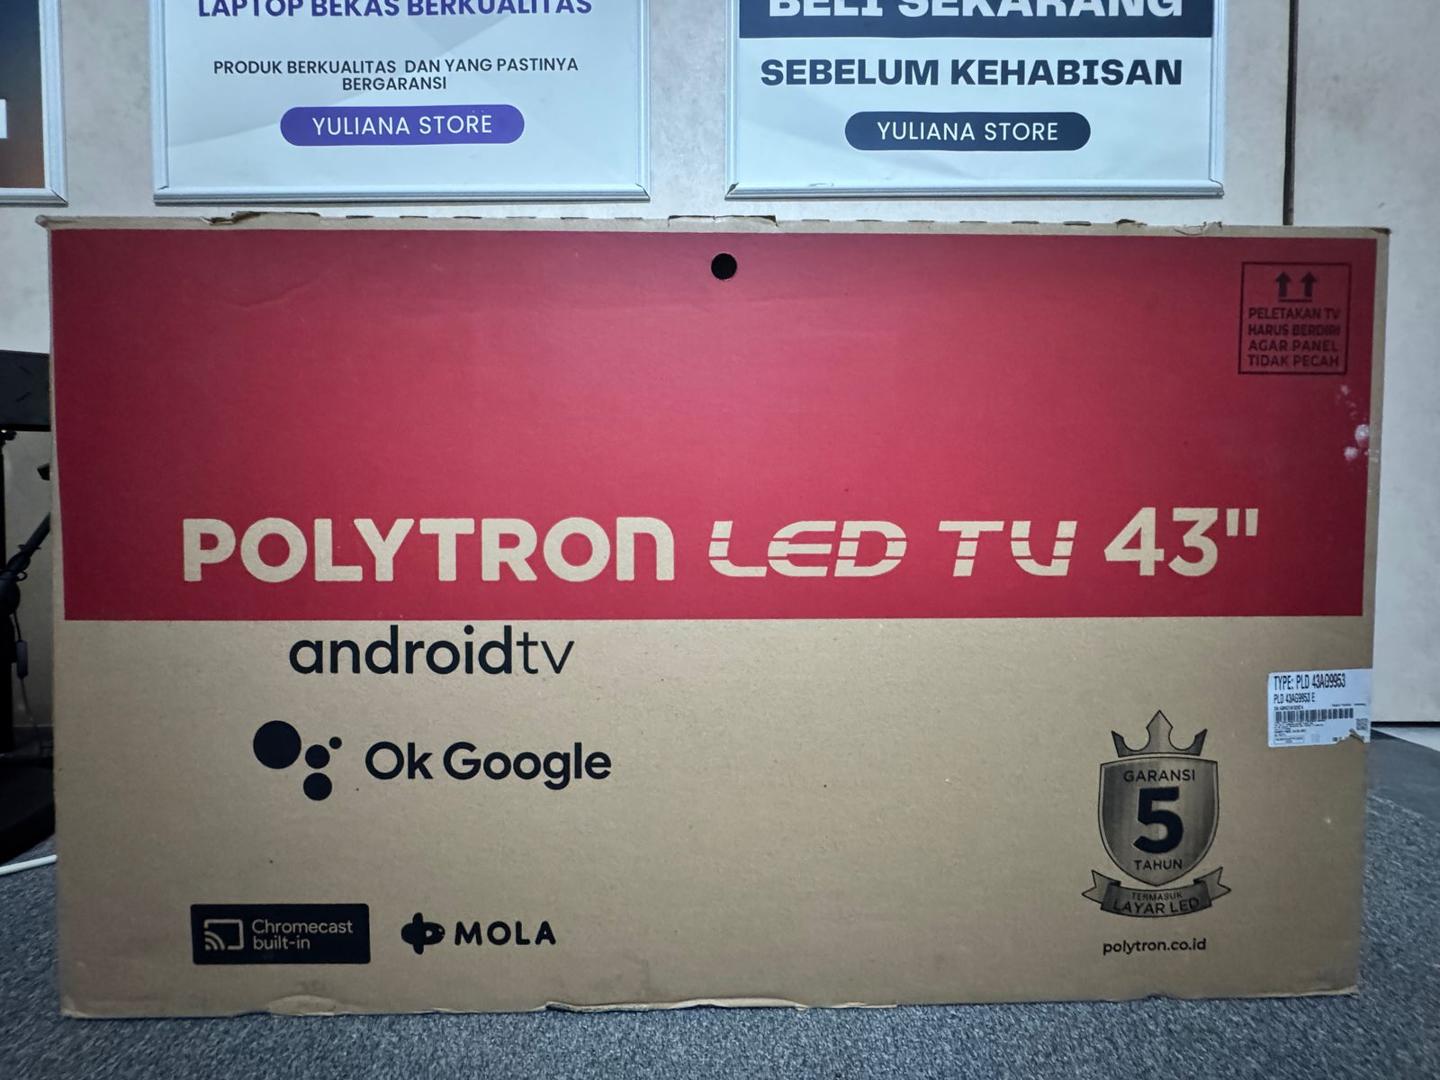 LAPTOP BEKAS BERKUALITAS
PRODUK BERKUALITAS DAN YANG PASTINYA
BERGARANSI
YULIANA STORE
BELI SEKARANG
SEBELUM KEHABISAN
YULIANA STORE
PELETAKAN TV
HARUS BERDIRI
AGAR PANEL
TIDAK PECAH
POLYTRON LED TV 43"
androidtv
Ok Google
TYPE: PLD 43AG9953
PLD 43AG9953 E
GARANSI
5
TAHUN
TERMASUK
LAYAR LED
polytron.co.id
Chromecast
built-in
MOLA